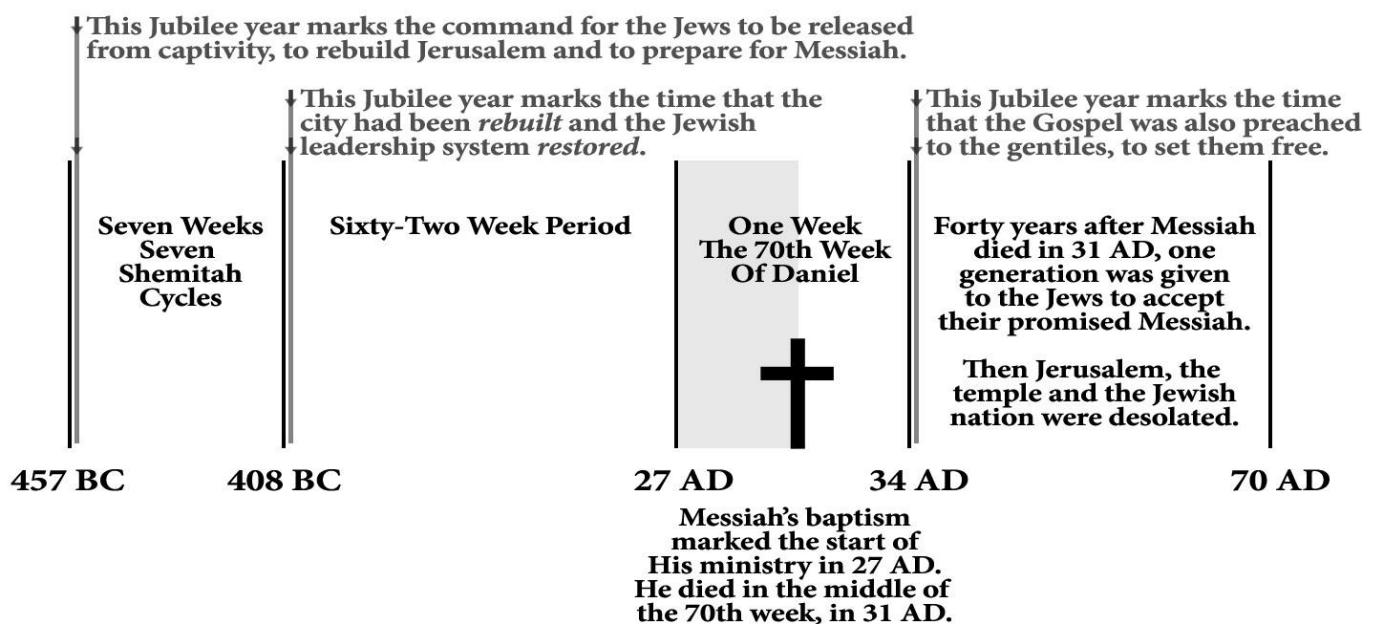 This Jubilee year marks the command for the Jews to be released
from captivity, to rebuild Jerusalem and to prepare for Messiah.
This Jubilee year marks the time that the
city had been rebuilt and the Jewish
leadership system restored.
This Jubilee year marks the time
that the Gospel was also preached
to the gentiles, to set them free.
Seven Weeks
Seven
Shemitah
Cycles
Sixty-Two Week Period
One Week
The 70th Week
Of Daniel
Forty years after Messiah
died in 31 AD, one
generation was given
to the Jews to accept
their promised Messiah.
Then Jerusalem, the
temple and the Jewish
nation were desolated.
457 BC
408 BC
27 AD
34 AD
70 AD
Messiah's baptism
marked the start of
His ministry in 27 AD.
He died in the middle of
the 70th week, in 31 AD.